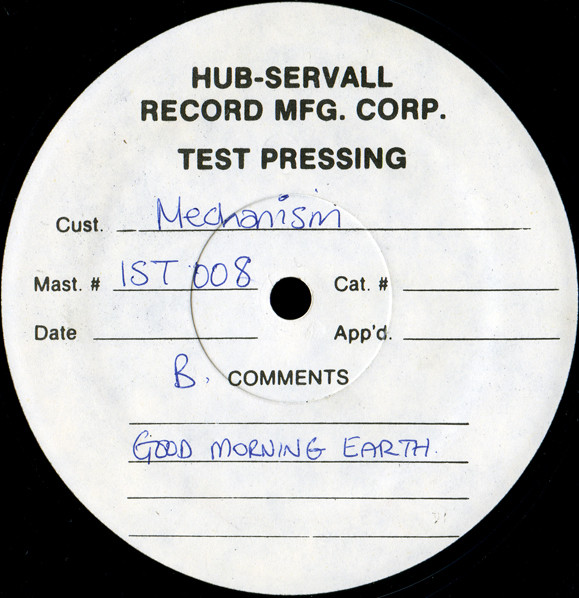 HUB-SERVALL
RECORD MFG. CORP.
TEST PRESSING
Cust. Mechanism
Mast. # IST 008 Cat. #
Date App'd.
B. COMMENTS
GOOD MORNING EARTH.